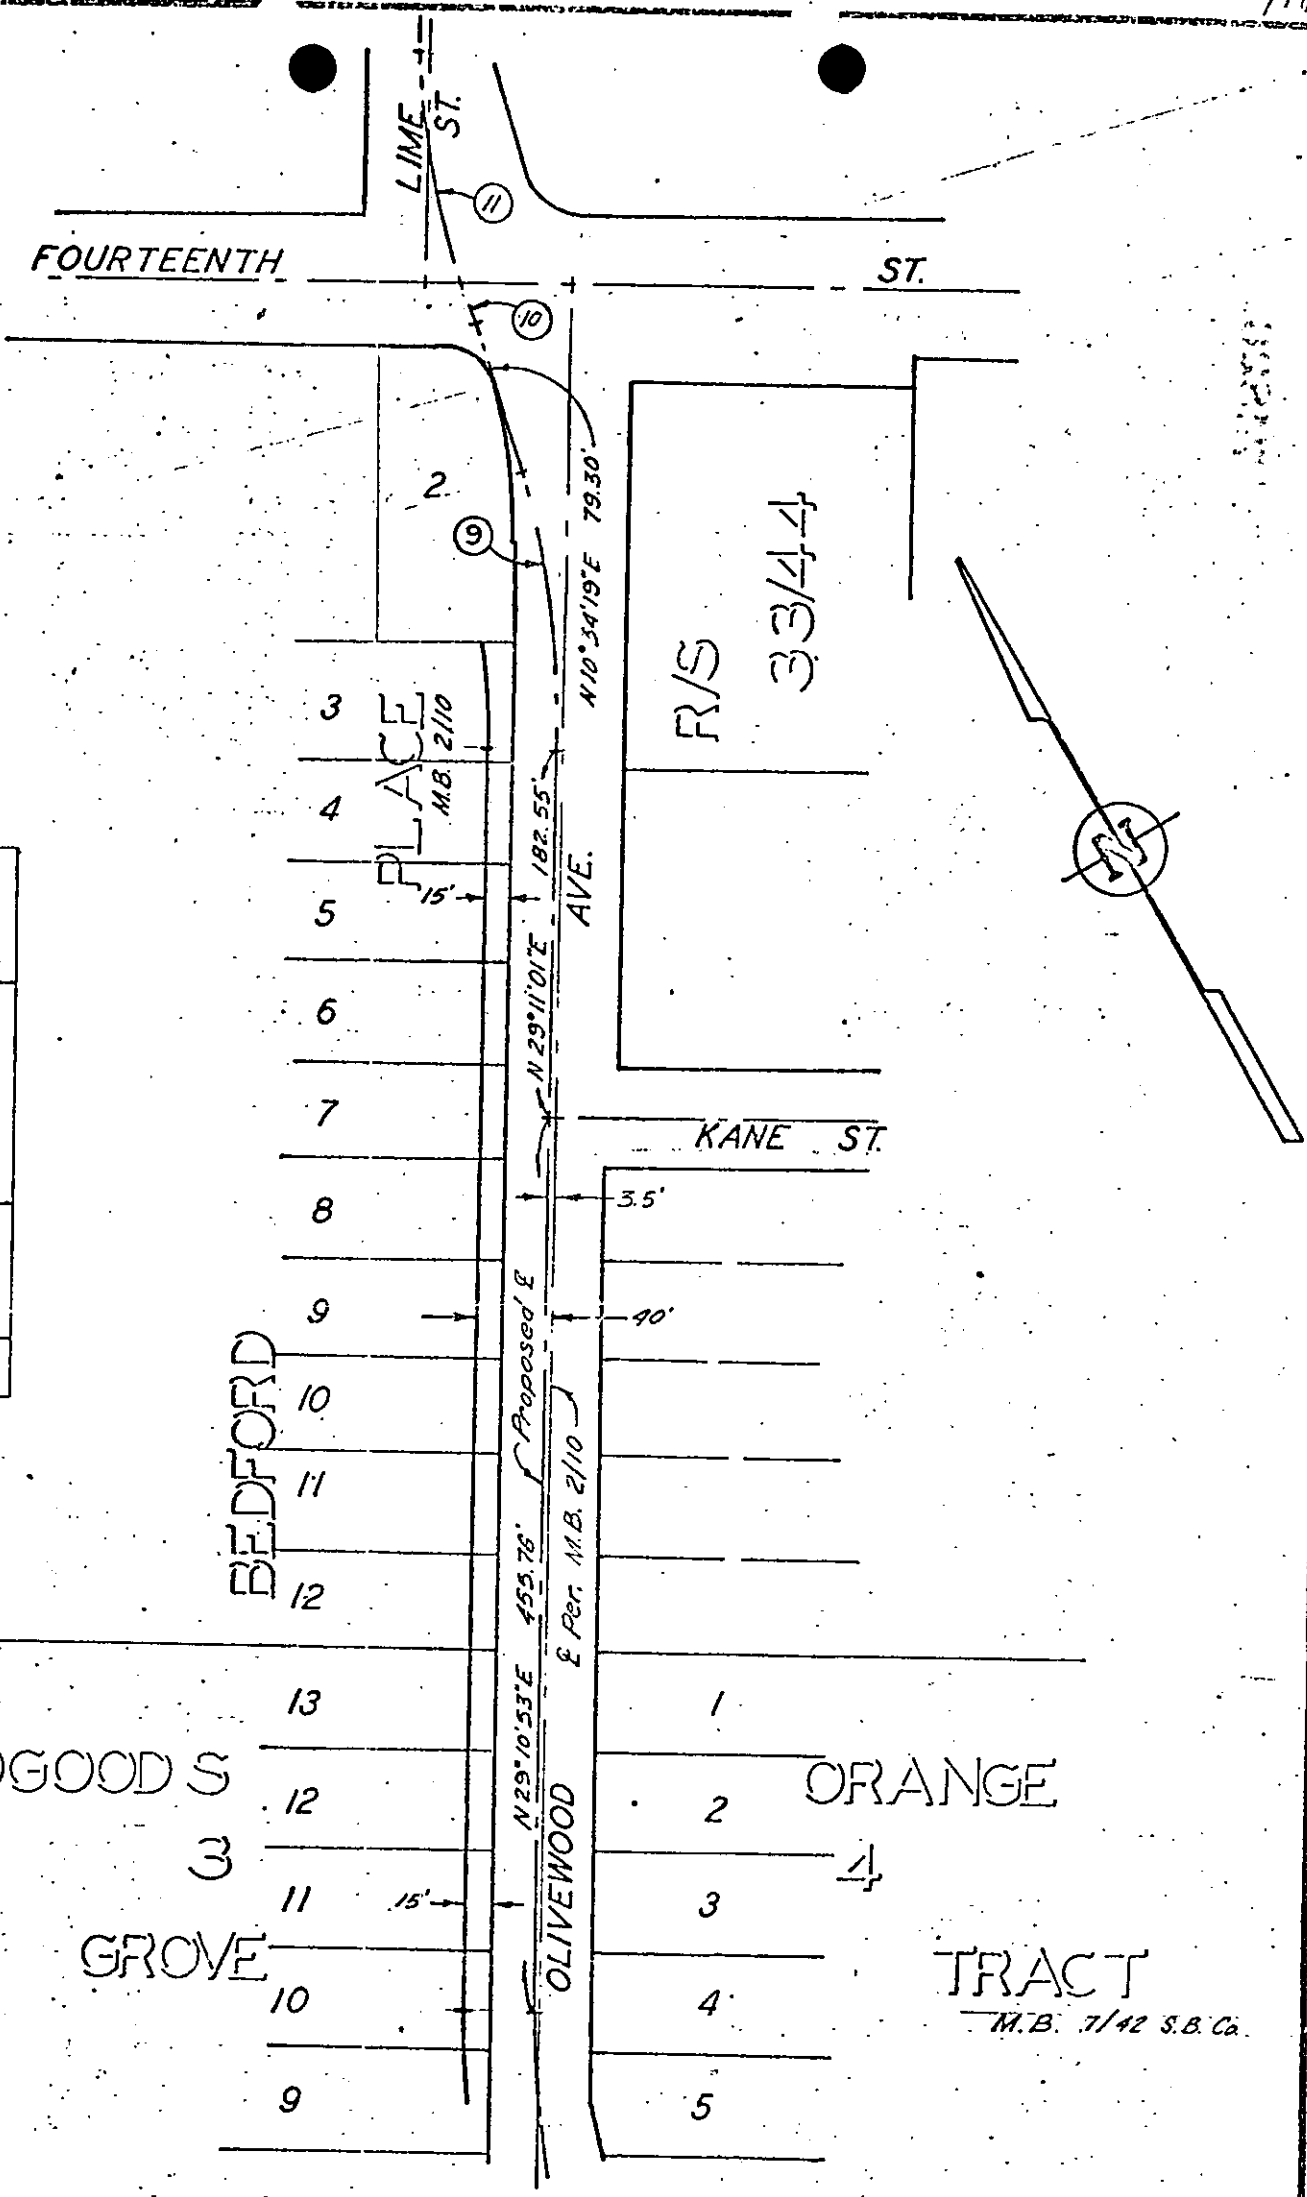 LIME ST.
11
FOURTEENTH ST.
10
2
9
N10°34'19"E 79.30'
R/S 33/44
3
PLACE
M.B. 2/10
4
182.55'
15'
5
AVE.
N
N29°11'01"E
6
7
KANE ST.
8
3.5'
9
Proposed ℄
40'
BEDFORD
10
11
℄ Per. M.B. 2/10
12
N29°10'53"E 455.76'
13
1
OGOODS
ORANGE
12
2
3
4
11
15'
3
OLIVEWOOD
GROVE
TRACT
10
4
M.B. 7/42 S.B. Co.
9
5